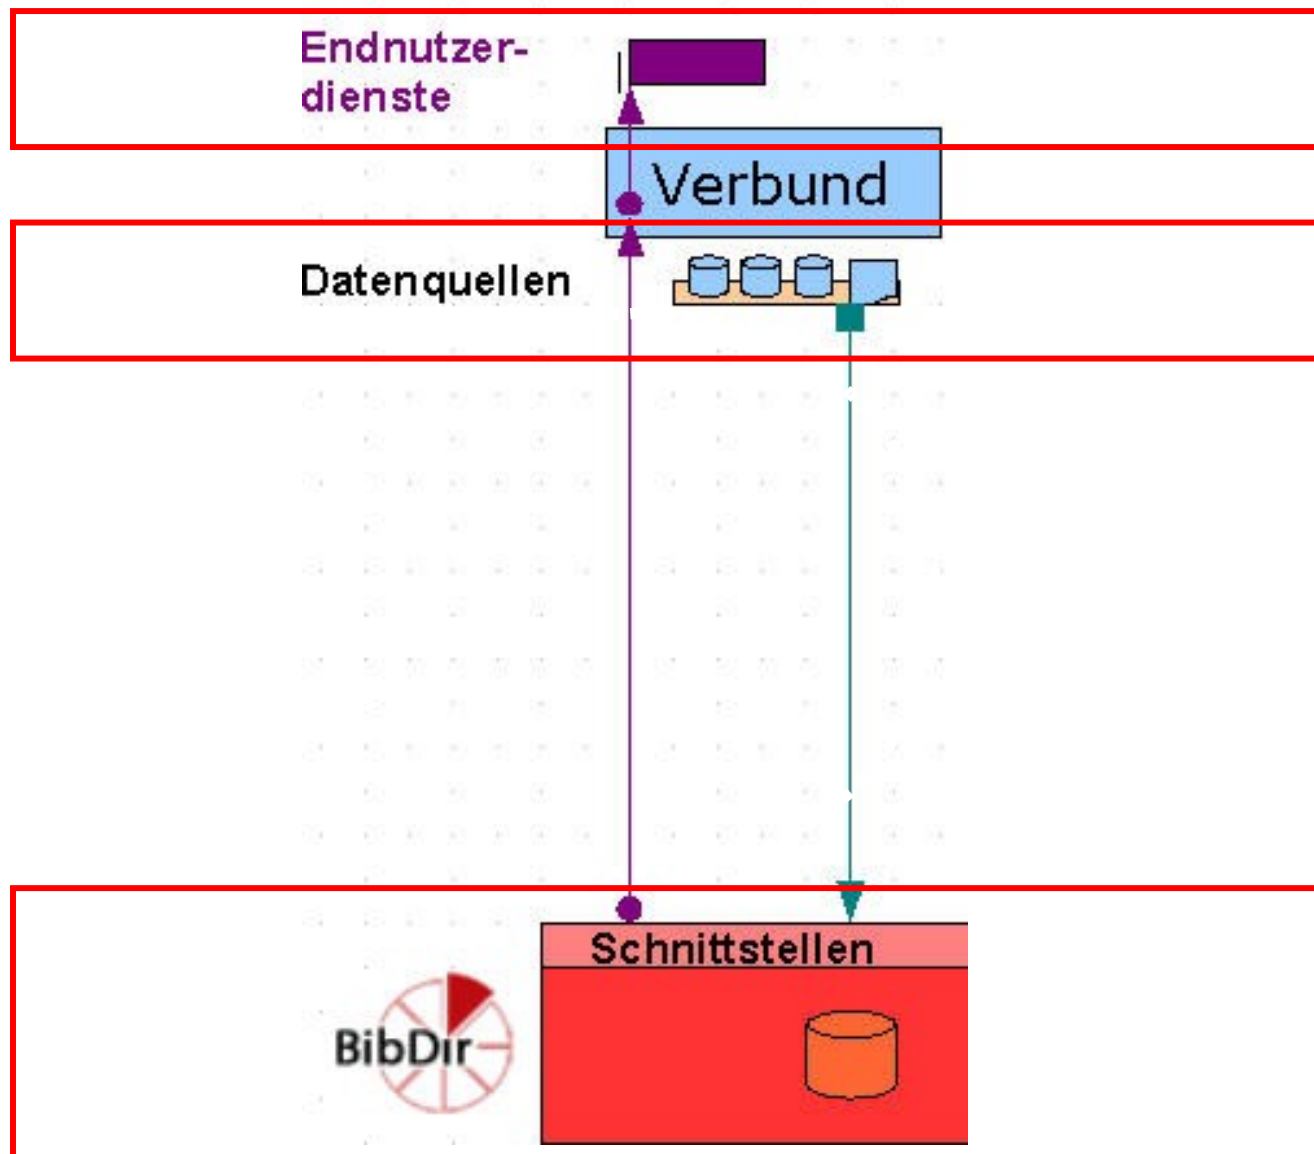 Endnutzer-
dienste
Verbund
Datenquellen
Schnittstellen
BibDir